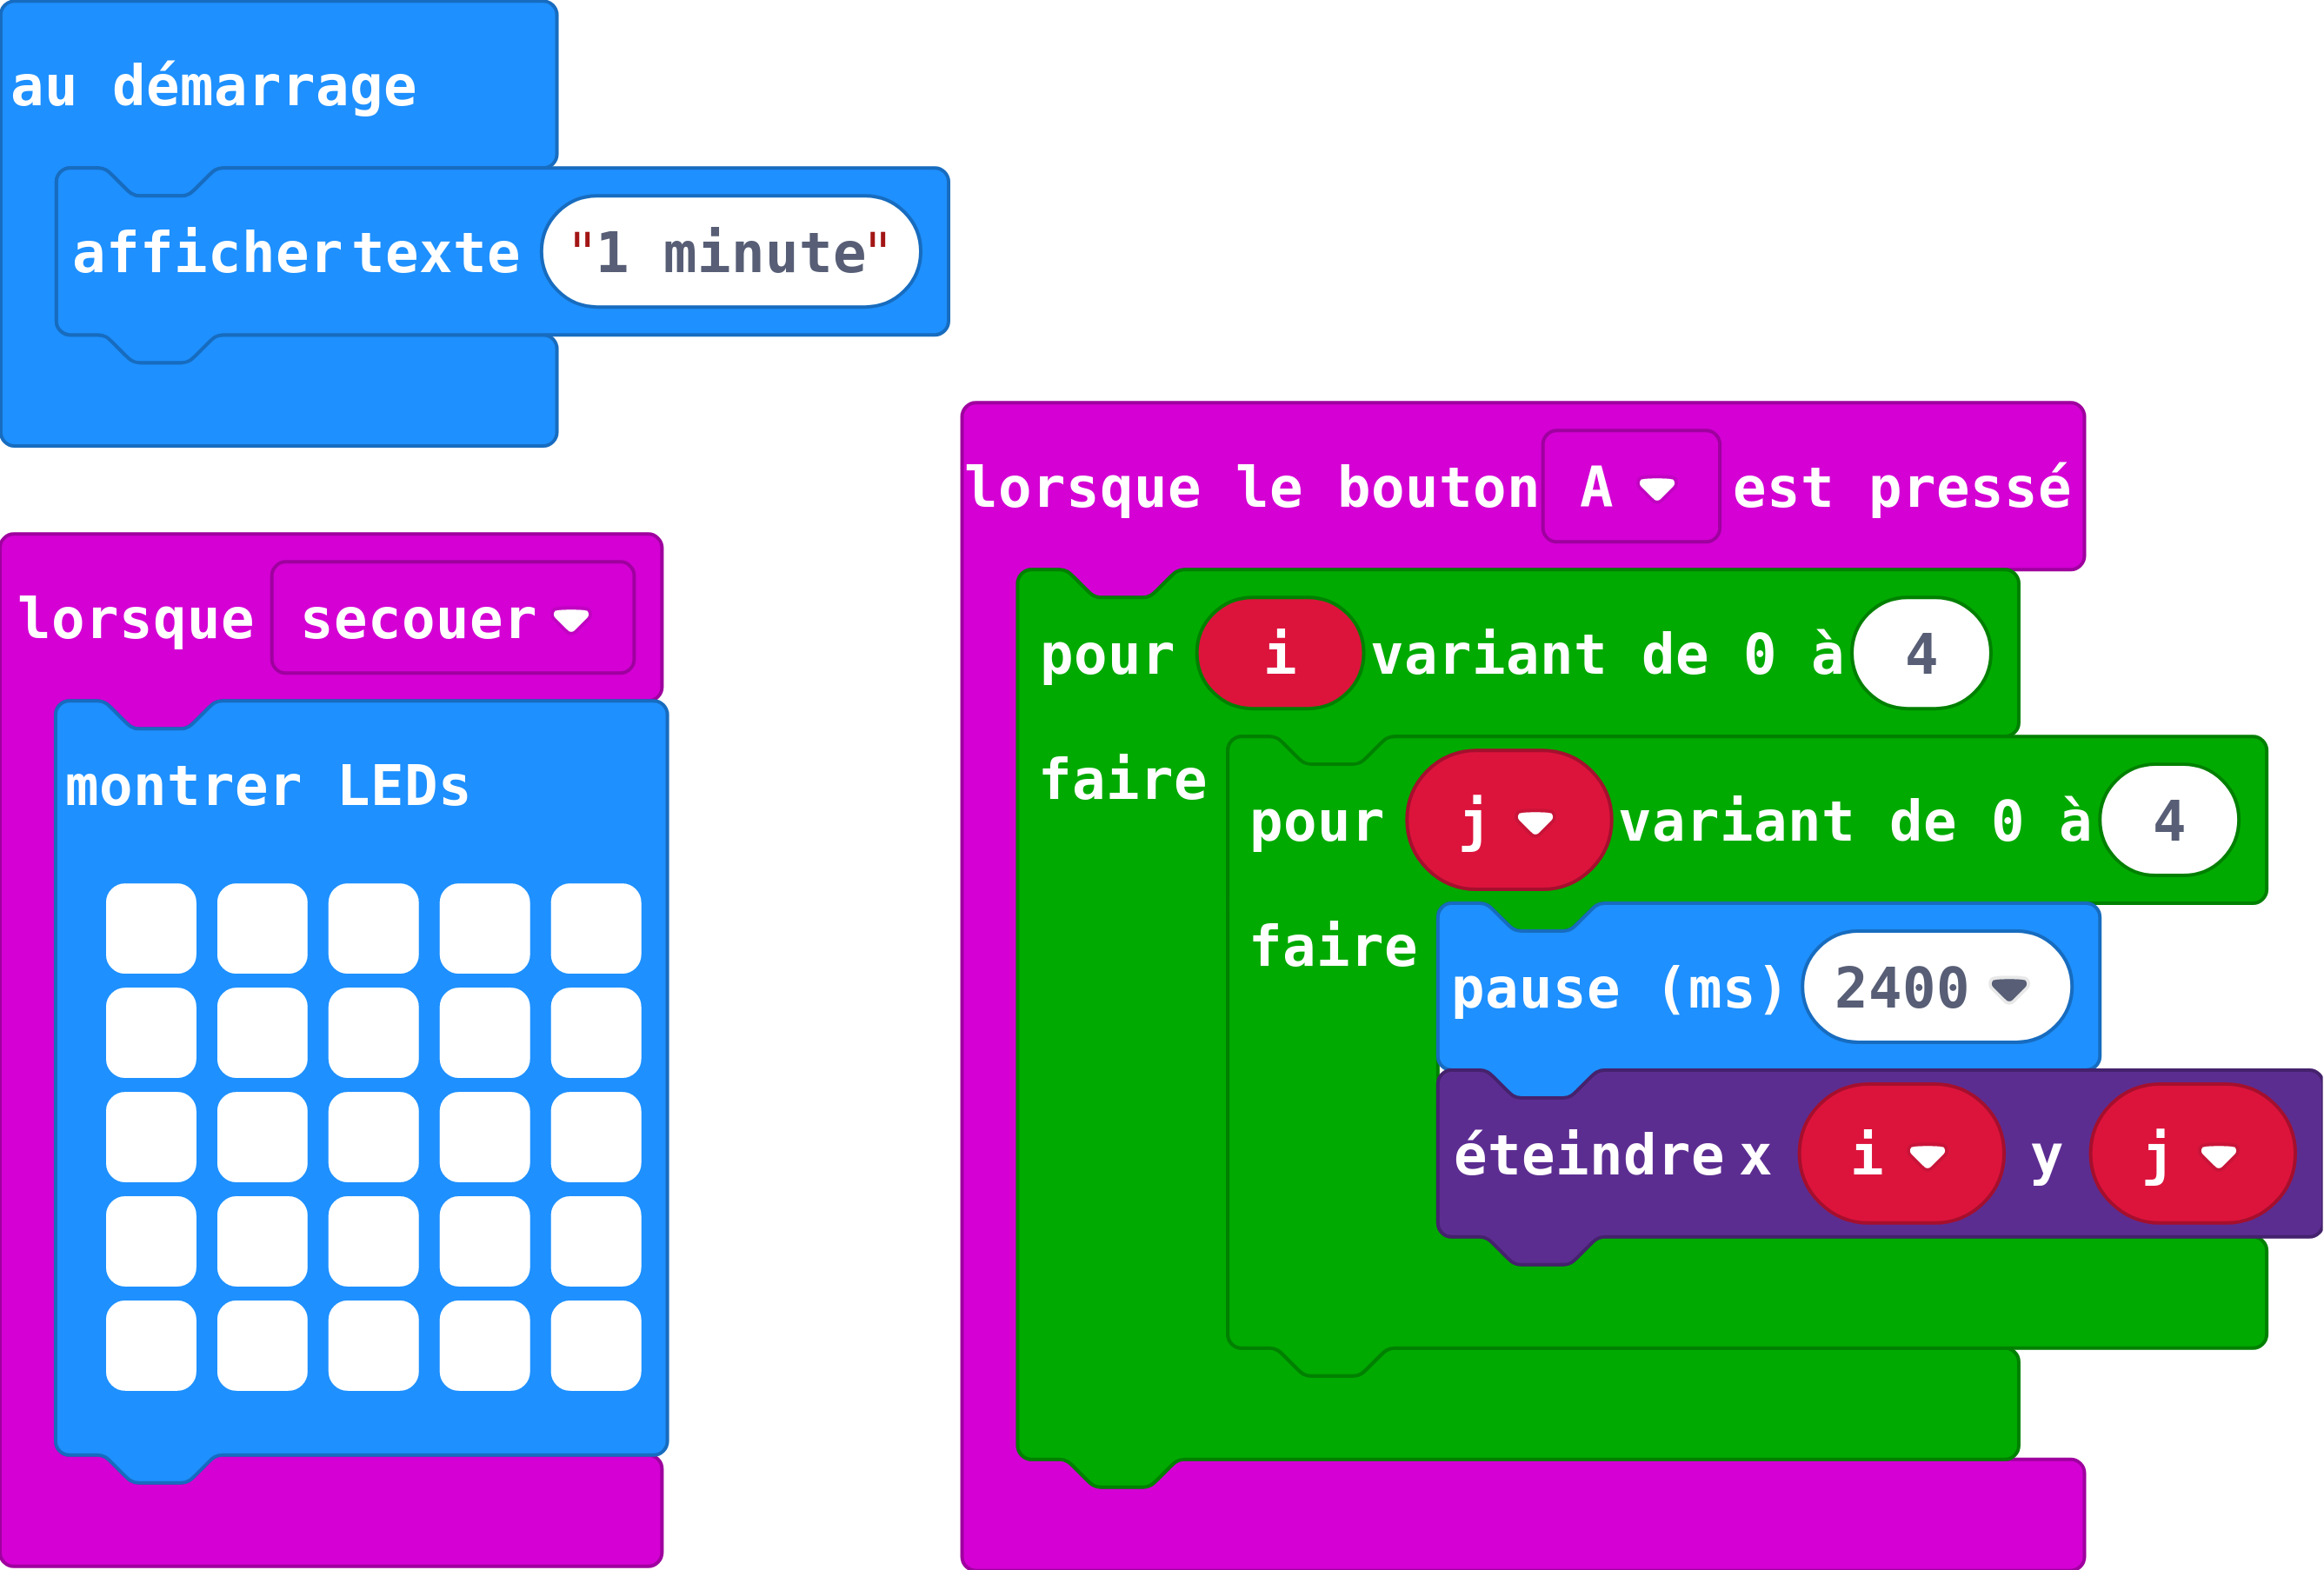 au démarrage
afficher texte "1 minute"
lorsque secouer
montrer LEDs
lorsque le bouton A est pressé
pour i variant de 0 à 4
faire
pour j variant de 0 à 4
faire
pause (ms) 2400
éteindre x i y j